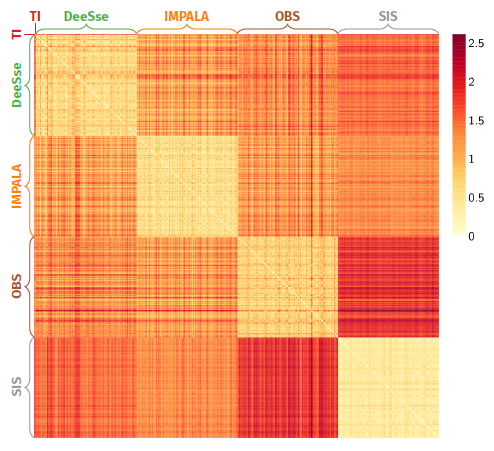 TI DeeSse IMPALA OBS SIS
TI
DeeSse
IMPALA
OBS
SIS
2.5
2
1.5
1
0.5
0